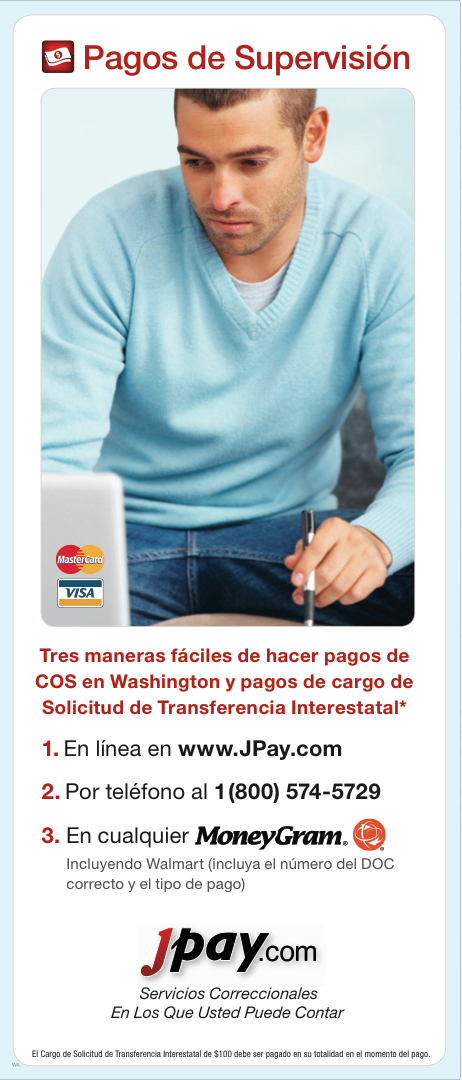 $
Pagos de Supervisión
MasterCard
VISA
Tres maneras fáciles de hacer pagos de
COS en Washington y pagos de cargo de
Solicitud de Transferencia Interestatal*
1. En línea en www.JPay.com
2. Por teléfono al 1(800) 574-5729
3. En cualquier MoneyGram®
Incluyendo Walmart (incluya el número del DOC
correcto y el tipo de pago)
JPay.com
Servicios Correccionales
En Los Que Usted Puede Contar
El Cargo de Solicitud de Transferencia Interestatal de $100 debe ser pagado en su totalidad en el momento del pago.